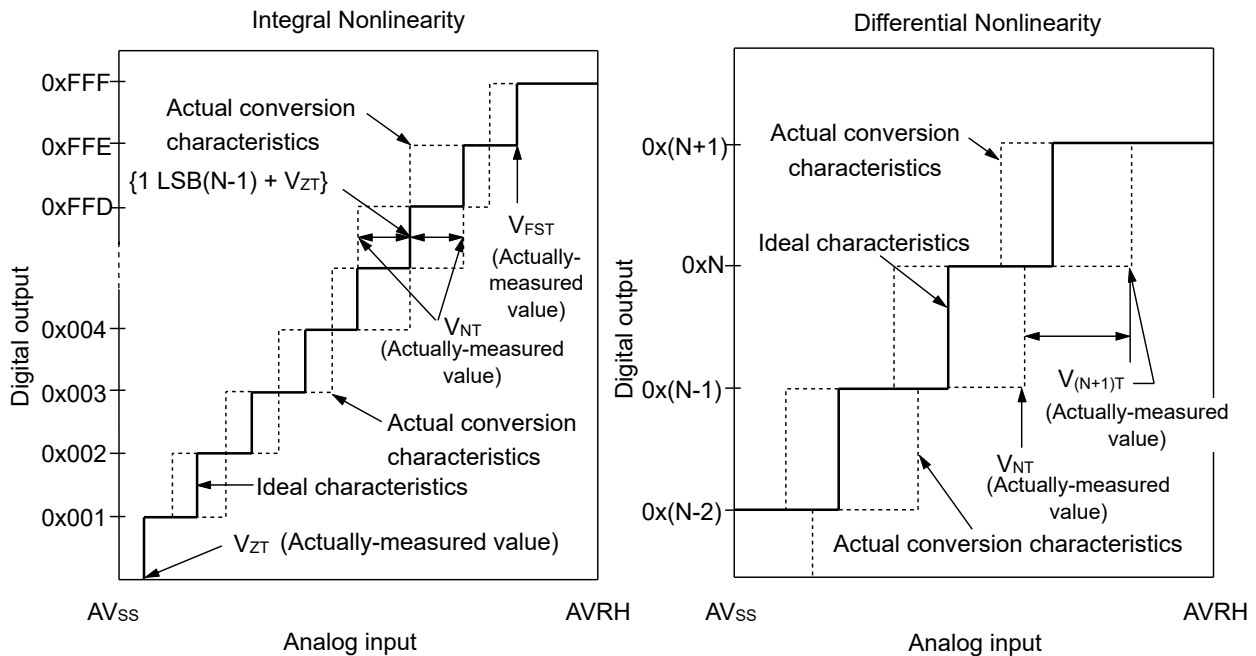 Integral Nonlinearity
0xFFF
0xFFE
0xFFD
0x004
0x003
0x002
0x001
Digital output
Actual conversion
characteristics
{1 LSB(N-1) + VZT}
VFST
(Actually-
measured
value)
VNT
(Actually-measured
value)
Actual conversion
characteristics
Ideal characteristics
VZT (Actually-measured value)
AVSS
AVRH
Analog input
Differential Nonlinearity
0x(N+1)
0xN
0x(N-1)
0x(N-2)
Digital output
Actual conversion
characteristics
Ideal characteristics
V(N+1)T
(Actually-measured
value)
VNT
(Actually-measured
value)
Actual conversion characteristics
AVSS
AVRH
Analog input